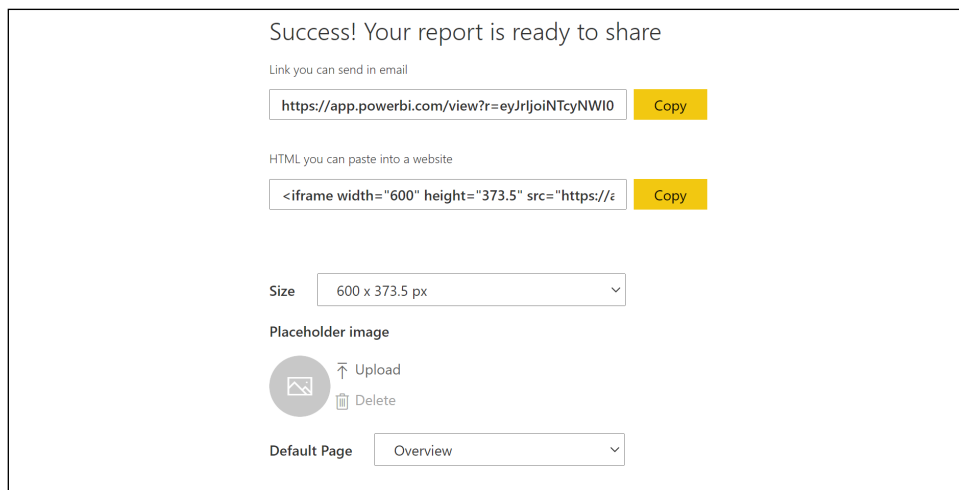 Success! Your report is ready to share
Link you can send in email
https://app.powerbi.com/view?r=eyJrIjoiNTcyNWI0
Copy
HTML you can paste into a website
<iframe width="600" height="373.5" src="https://a
Copy
Size
600 x 373.5 px
Placeholder image
Upload
Delete
Default Page
Overview